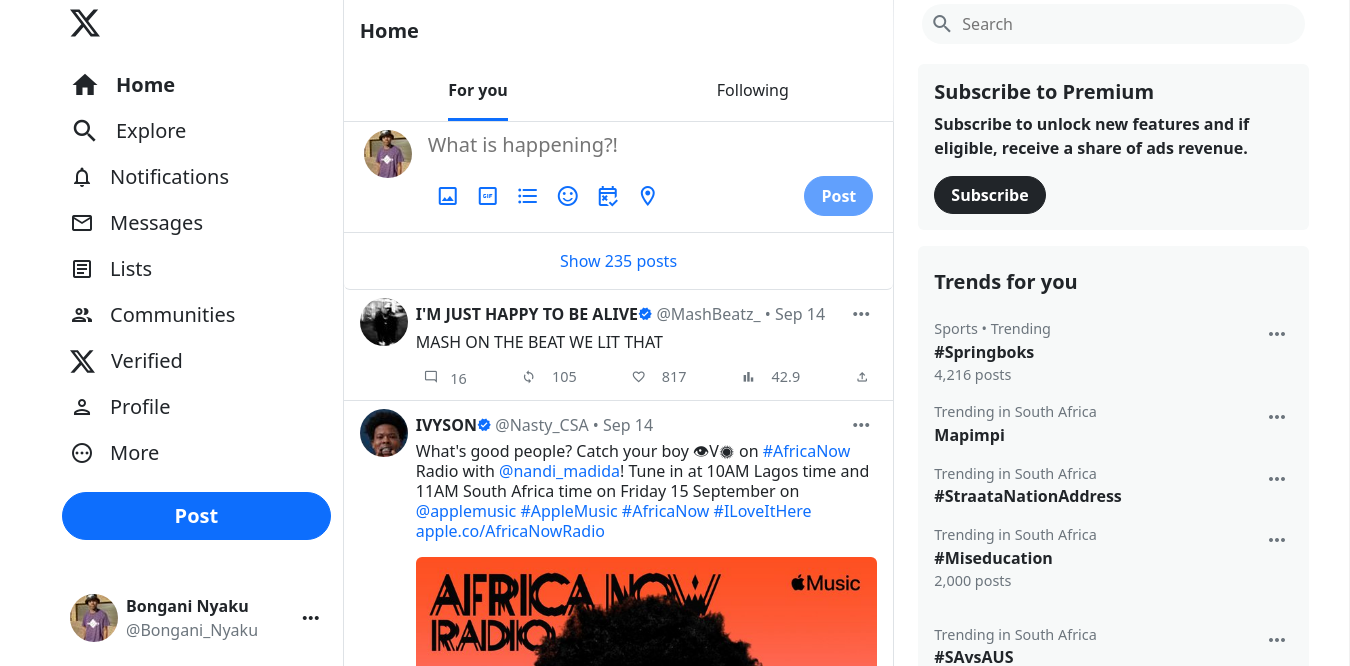 Home
Explore
Notifications
Messages
Lists
Communities
Verified
Profile
More
Post
Bongani Nyaku
@Bongani_Nyaku
Home
For you
Following
What is happening?!
GIF
Post
Show 235 posts
I'M JUST HAPPY TO BE ALIVE @MashBeatz_ • Sep 14
MASH ON THE BEAT WE LIT THAT
16 105 817 42.9
IVYSON @Nasty_CSA • Sep 14
What's good people? Catch your boy 👁V✺ on #AfricaNow
Radio with @nandi_madida! Tune in at 10AM Lagos time and
11AM South Africa time on Friday 15 September on
@applemusic #AppleMusic #AfricaNow #ILoveItHere
apple.co/AfricaNowRadio
AFRICA NOW
RADIO
Music
Search
Subscribe to Premium
Subscribe to unlock new features and if
eligible, receive a share of ads revenue.
Subscribe
Trends for you
Sports • Trending
#Springboks
4,216 posts
Trending in South Africa
Mapimpi
Trending in South Africa
#StraataNationAddress
Trending in South Africa
#Miseducation
2,000 posts
Trending in South Africa
#SAvsAUS